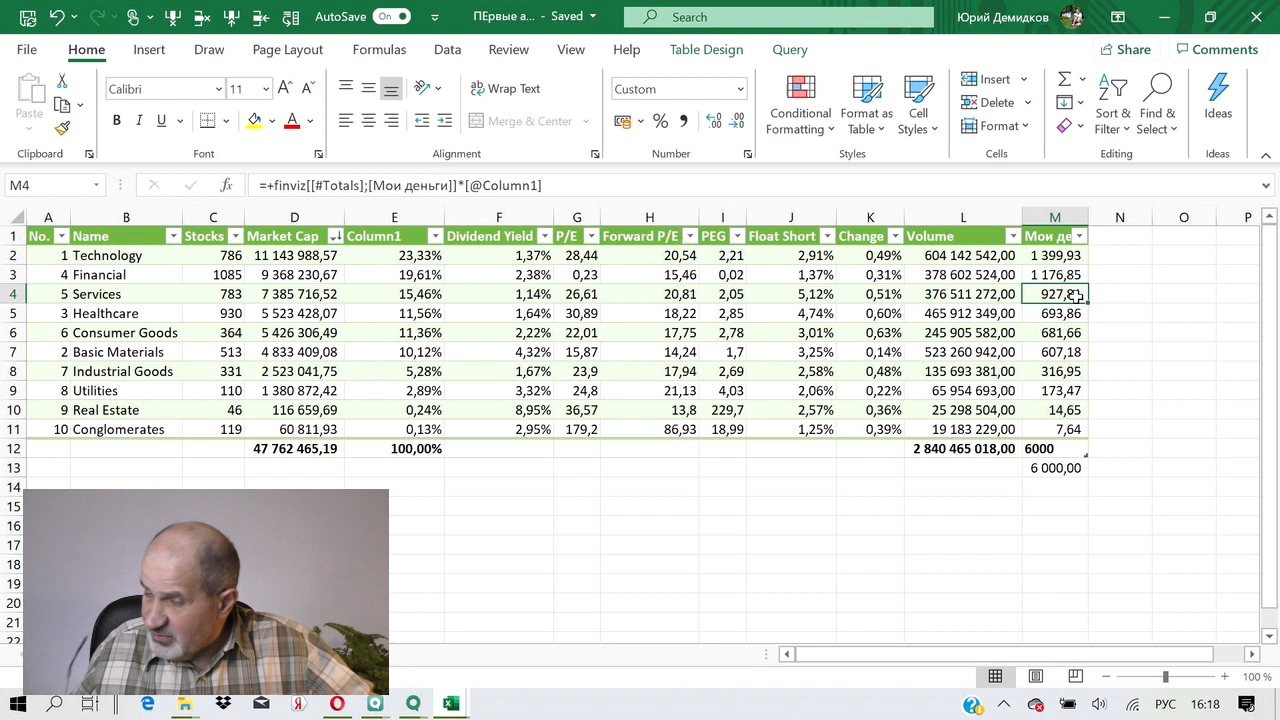 AutoSave On ПЕрвые а... - Saved Search Юрий Демидков
File Home Insert Draw Page Layout Formulas Data Review View Help Table Design Query Share Comments
Paste Calibri 11 Wrap Text Custom Conditional Formatting Format as Table Cell Styles Insert Sort & Filter Find & Select Ideas
Delete
B I U Merge & Center Format
Clipboard Font Alignment Number Styles Cells Editing Ideas
M4 fx =+finviz[[#Totals];[Мои деньги]]*[@Column1]
A B C D E F G H I J K L M N O P
1 No. Name Stocks Market Cap Column1 Dividend Yield P/E Forward P/E PEG Float Short Change Volume Мои де
2 1 Technology 786 11 143 988,57 23,33% 1,37% 28,44 20,54 2,21 2,91% 0,49% 604 142 542,00 1 399,93
3 4 Financial 1085 9 368 230,67 19,61% 2,38% 0,23 15,46 0,02 1,37% 0,31% 378 602 524,00 1 176,85
4 5 Services 783 7 385 716,52 15,46% 1,14% 26,61 20,81 2,05 5,12% 0,51% 376 511 272,00
5 3 Healthcare 930 5 523 428,07 11,56% 1,64% 30,89 18,22 2,85 4,74% 0,60% 465 912 349,00 693,86
6 6 Consumer Goods 364 5 426 306,49 11,36% 2,22% 22,01 17,75 2,78 3,01% 0,63% 245 905 582,00 681,66
7 2 Basic Materials 513 4 833 409,08 10,12% 4,32% 15,87 14,24 1,7 3,25% 0,14% 523 260 942,00 607,18
8 7 Industrial Goods 331 2 523 041,75 5,28% 1,67% 23,9 17,94 2,69 2,58% 0,48% 135 693 381,00 316,95
9 8 Utilities 110 1 380 872,42 2,89% 3,32% 24,8 21,13 4,03 2,06% 0,22% 65 954 693,00 173,47
10 9 Real Estate 46 116 659,69 0,24% 8,95% 36,57 13,8 229,7 2,57% 0,36% 25 298 504,00 14,65
11 10 Conglomerates 119 60 811,93 0,13% 2,95% 179,2 86,93 18,99 1,25% 0,39% 19 183 229,00 7,64
12 47 762 465,19 100,00% 2 840 465 018,00 6000
13 6 000,00
14
15
16
17
18
19
20
21
22
100 %
РУС 16:18